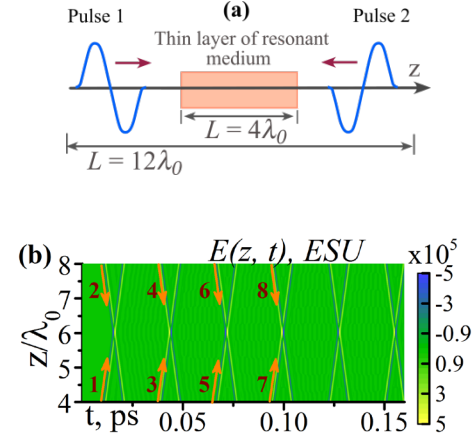 (a)
Pulse 1
Pulse 2
Thin layer of resonant
medium
z
L = 4λ₀
L = 12λ₀
(b)
E(z, t), ESU
×10⁵
8
7
6
5
4
z/λ₀
2 4 6 8
1 3 5 7
-5
-3
-0.9
0.9
3
5
t, ps 0.05 0.10 0.15